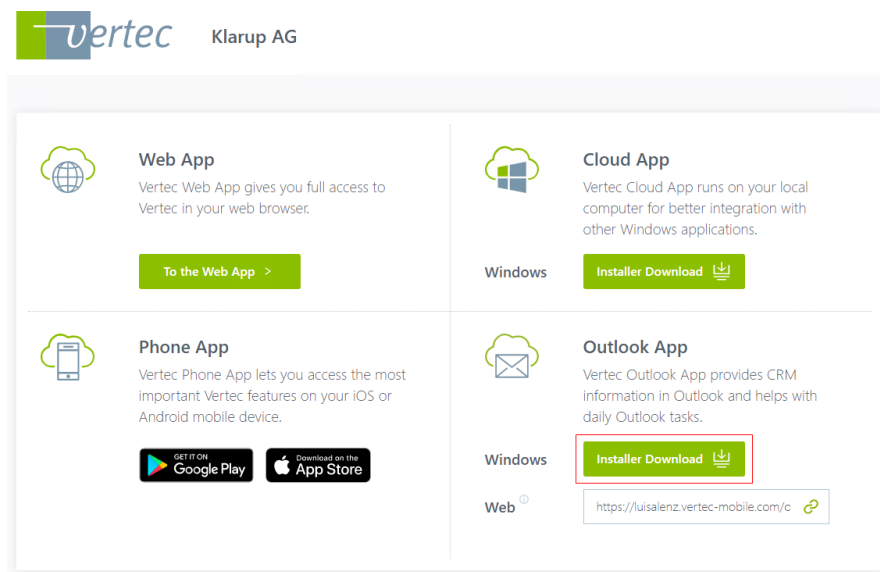 vertec Klarup AG
Web App
Vertec Web App gives you full access to
Vertec in your web browser.
To the Web App >
Cloud App
Vertec Cloud App runs on your local
computer for better integration with
other Windows applications.
Windows Installer Download
Phone App
Vertec Phone App lets you access the most
important Vertec features on your iOS or
Android mobile device.
GET IT ON
Google Play
Download on the
App Store
Outlook App
Vertec Outlook App provides CRM
information in Outlook and helps with
daily Outlook tasks.
Windows Installer Download
Web https://luisalenz.vertec-mobile.com/c